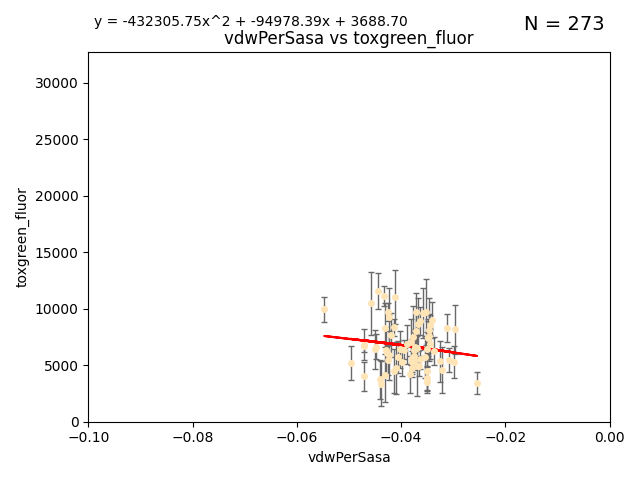 y = -432305.75x^2 + -94978.39x + 3688.70
N = 273
vdwPerSasa vs toxgreen_fluor
30000
25000
20000
15000
10000
5000
0
toxgreen_fluor
−0.10
−0.08
−0.06
−0.04
−0.02
0.00
vdwPerSasa